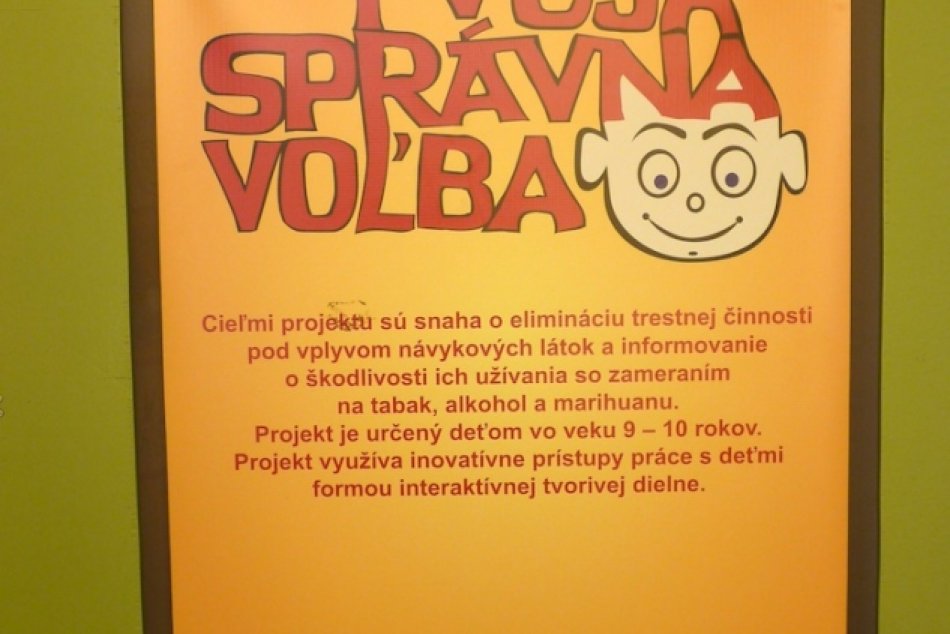 TVOJA
SPRÁVNA
VOĽBA
Cieľmi projektu sú snaha o elimináciu trestnej činnosti
pod vplyvom návykových látok a informovanie
o škodlivosti ich užívania so zameraním
na tabak, alkohol a marihuanu.
Projekt je určený deťom vo veku 9 – 10 rokov.
Projekt využíva inovatívne prístupy práce s deťmi
formou interaktívnej tvorivej dielne.